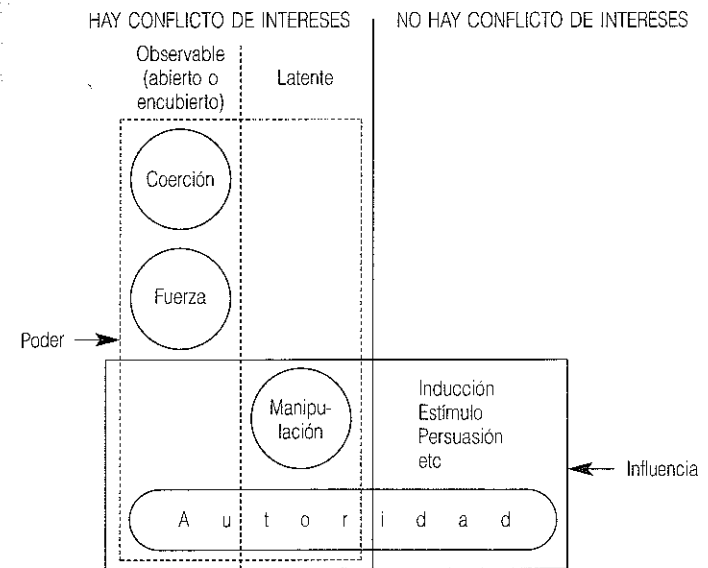 HAY CONFLICTO DE INTERESES
NO HAY CONFLICTO DE INTERESES
Observable
(abierto o
encubierto)
Latente
Coerción
Fuerza
Poder
Manipu-
lación
Inducción
Estímulo
Persuasión
etc
Influencia
A u t o r i d a d